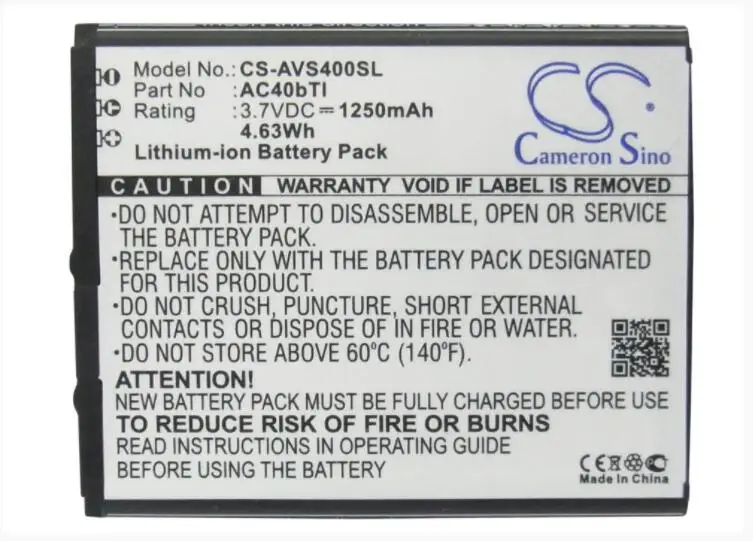 Model No.: CS-AVS400SL
Part No : AC40bTI
Rating : 3.7VDC 1250mAh
4.63Wh
Lithium-ion Battery Pack
CS
Cameron Sino
CAUTION WARRANTY VOID IF LABEL IS REMOVED
•DO NOT ATTEMPT TO DISASSEMBLE, OPEN OR SERVICE
THE BATTERY PACK.
•REPLACE ONLY WITH THE BATTERY PACK DESIGNATED
FOR THIS PRODUCT.
•DO NOT CRUSH, PUNCTURE, SHORT EXTERNAL
CONTACTS OR DISPOSE OF IN FIRE OR WATER.
•DO NOT STORE ABOVE 60°C (140°F).
ATTENTION:
NEW BATTERY PACK MUST BE FULLY CHARGED BEFORE USE
TO REDUCE RISK OF FIRE OR BURNS
READ INSTRUCTIONS IN OPERATING GUIDE
BEFORE USING THE BATTERY PACK
CE
Made in China